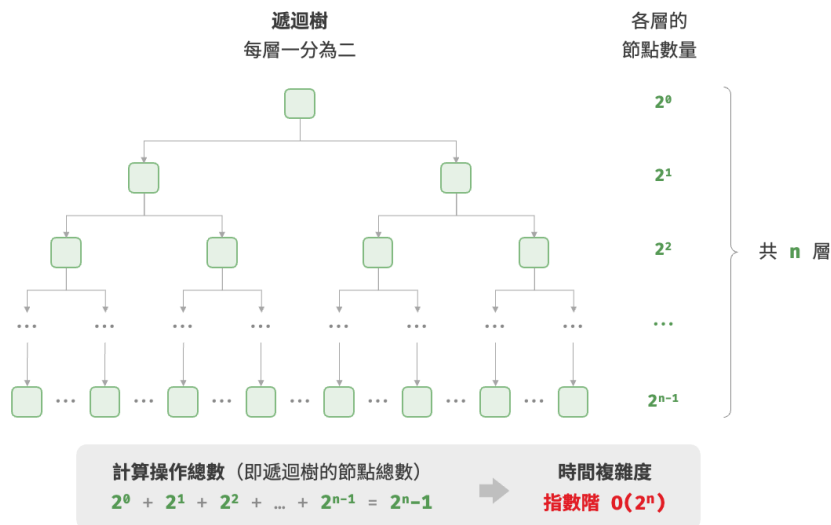 遞迴樹
每層一分為二
各層的
節點數量
2⁰
2¹
2²
...
2ⁿ⁻¹
共 n 層
... ... ... ... ... ... ... ...
... ... ... ... ... ... ...
計算操作總數（即遞迴樹的節點總數）
2⁰ + 2¹ + 2² + … + 2ⁿ⁻¹ = 2ⁿ-1
時間複雜度
指數階 O(2ⁿ)